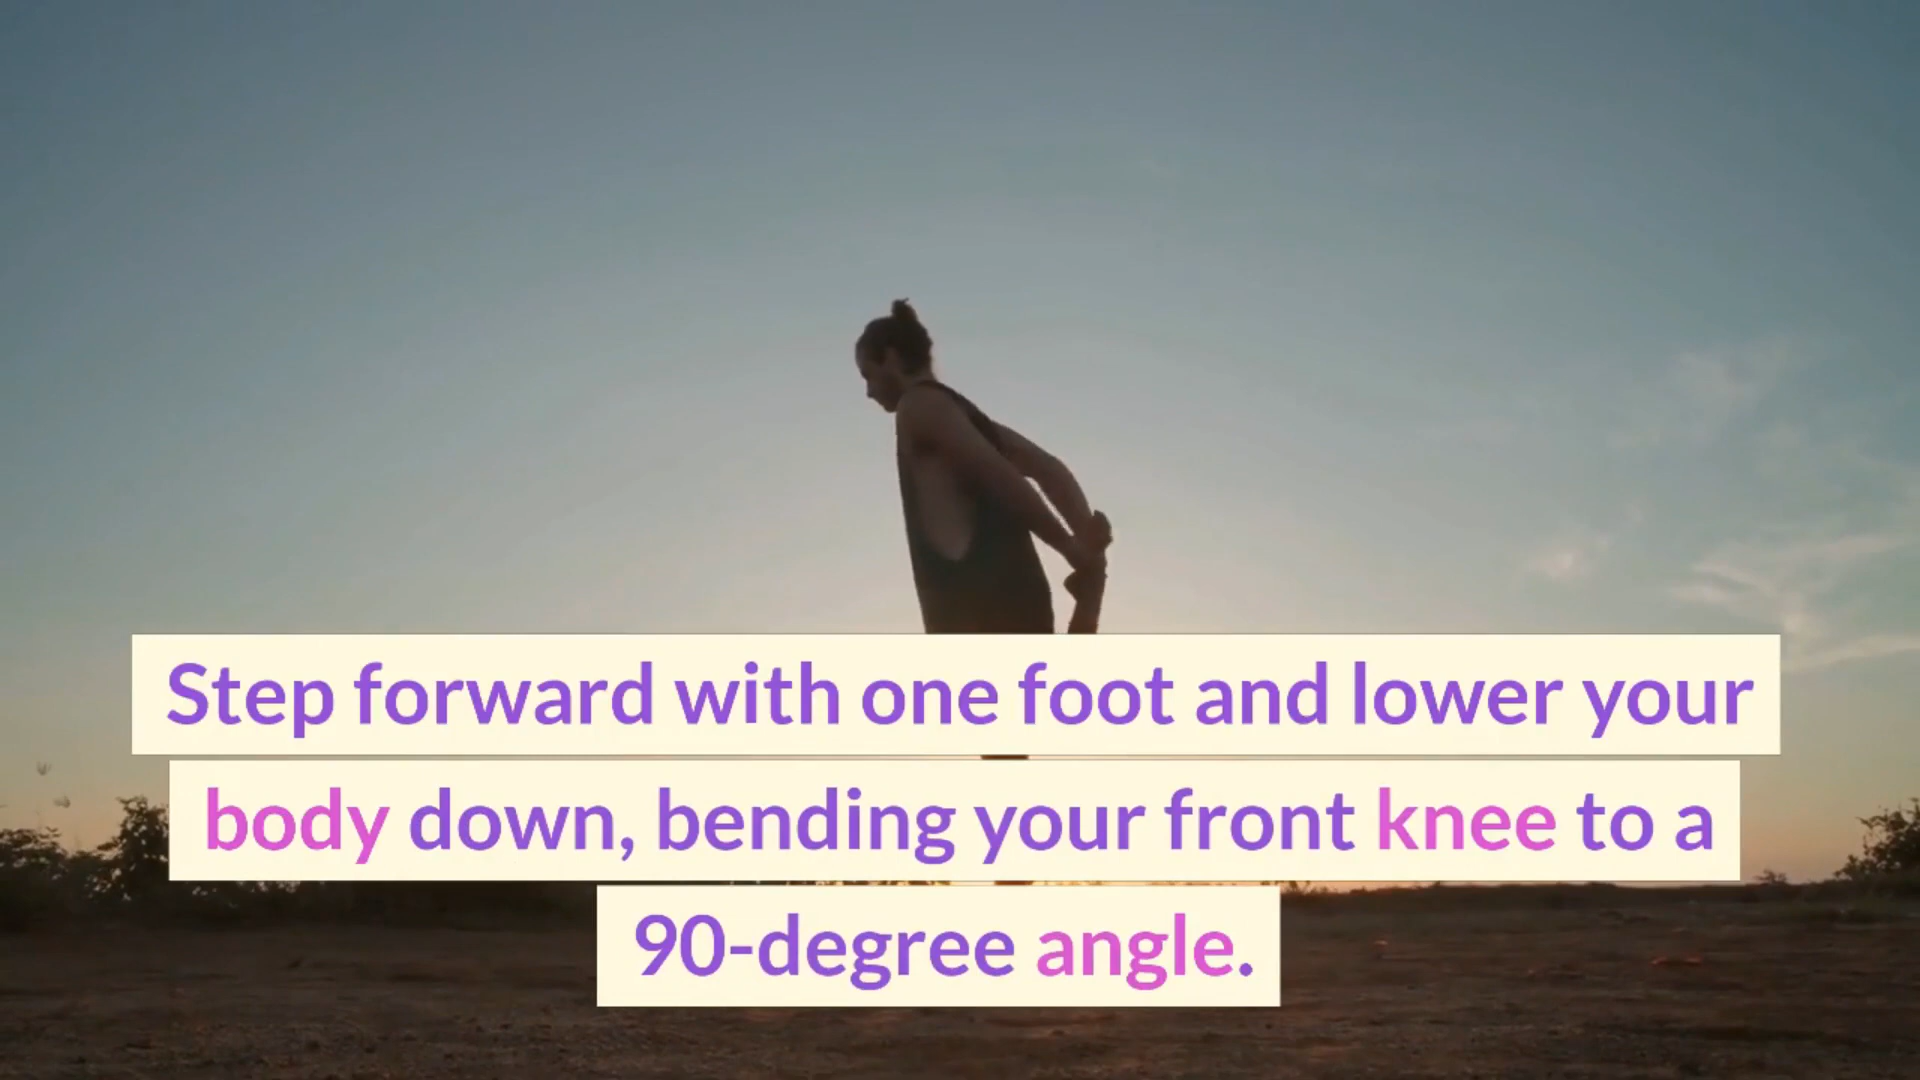 Step forward with one foot and lower your
body down, bending your front knee to a
90-degree angle.